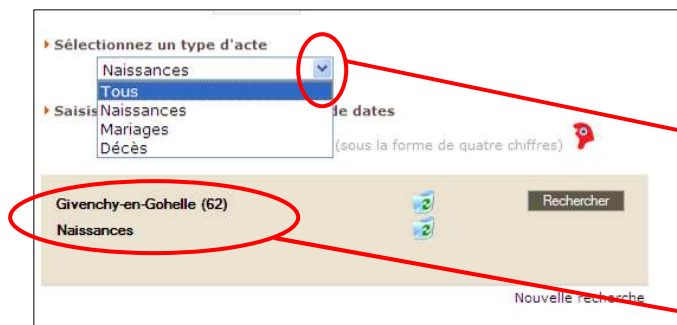 Sélectionnez un type d'acte
Naissances
Tous
Naissances
Mariages
Décès
Saisis de dates
(sous la forme de quatre chiffres)
Givenchy-en-Gohelle (62)
Rechercher
Naissances
Nouvelle recherche